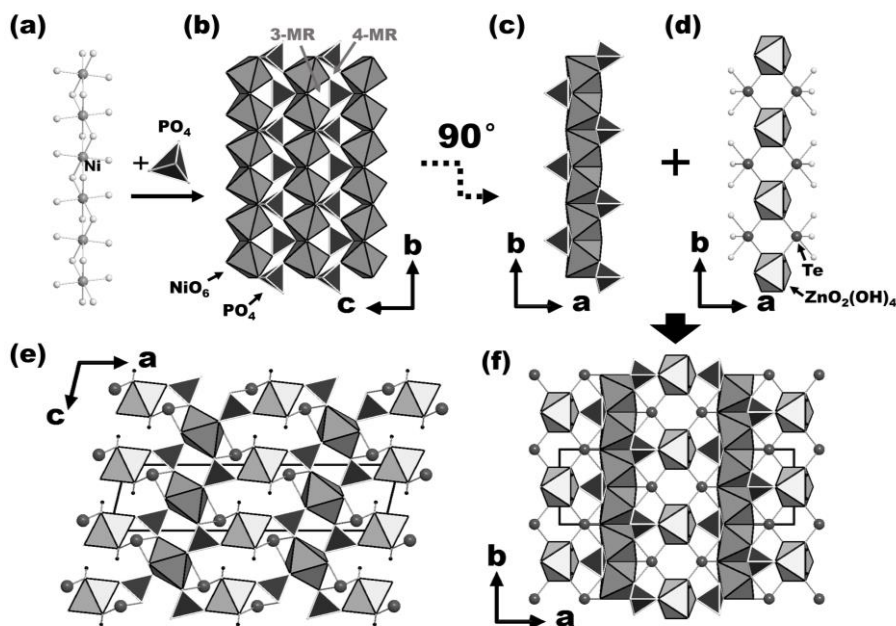 (a)
(b)
(c)
(d)
3-MR
4-MR
PO4
+
Ni
90°
+
b
c
b
a
b
a
NiO6
PO4
Te
ZnO2(OH)4
(e)
a
c
(f)
b
a